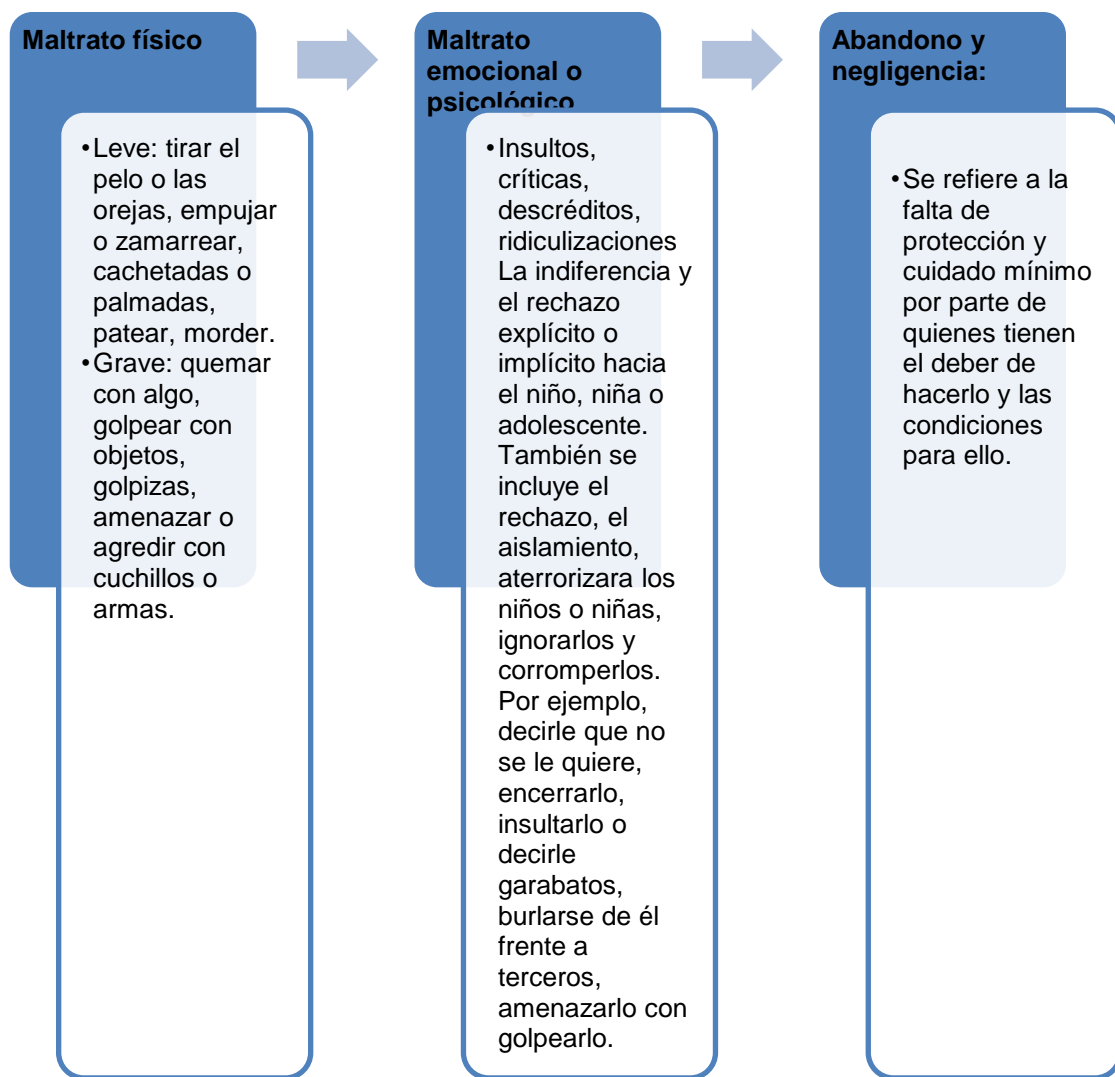 Maltrato físico
•Leve: tirar el
pelo o las
orejas, empujar
o zamarrear,
cachetadas o
palmadas,
patear, morder.
•Grave: quemar
con algo,
golpear con
objetos,
golpizas,
amenazar o
agredir con
cuchillos o
armas.
Maltrato
emocional o
psicológico
•Insultos,
críticas,
descréditos,
ridiculizaciones
La indiferencia y
el rechazo
explícito o
implícito hacia
el niño, niña o
adolescente.
También se
incluye el
rechazo, el
aislamiento,
aterrorizara los
niños o niñas,
ignorarlos y
corromperlos.
Por ejemplo,
decirle que no
se le quiere,
encerrarlo,
insultarlo o
decirle
garabatos,
burlarse de él
frente a
terceros,
amenazarlo con
golpearlo.
Abandono y
negligencia:
•Se refiere a la
falta de
protección y
cuidado mínimo
por parte de
quienes tienen
el deber de
hacerlo y las
condiciones
para ello.